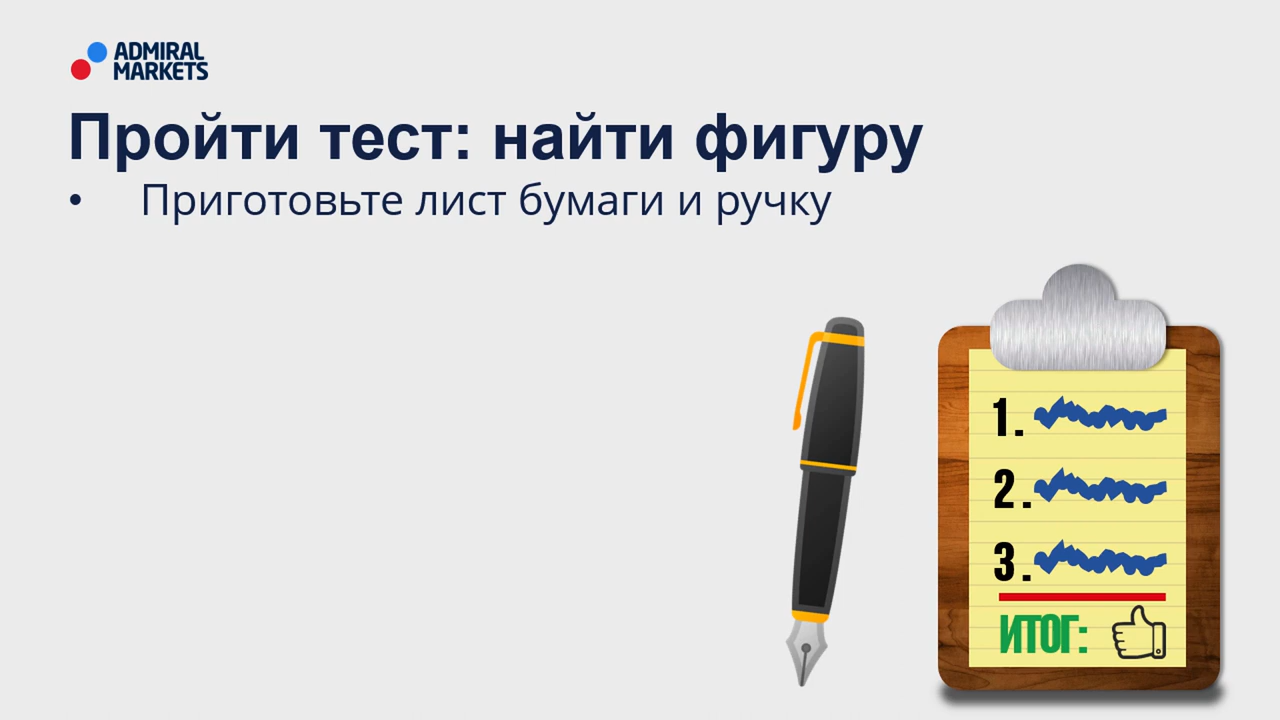 ADMIRAL
MARKETS
Пройти тест: найти фигуру
• Приготовьте лист бумаги и ручку
1.
2.
3.
ИТОГ: